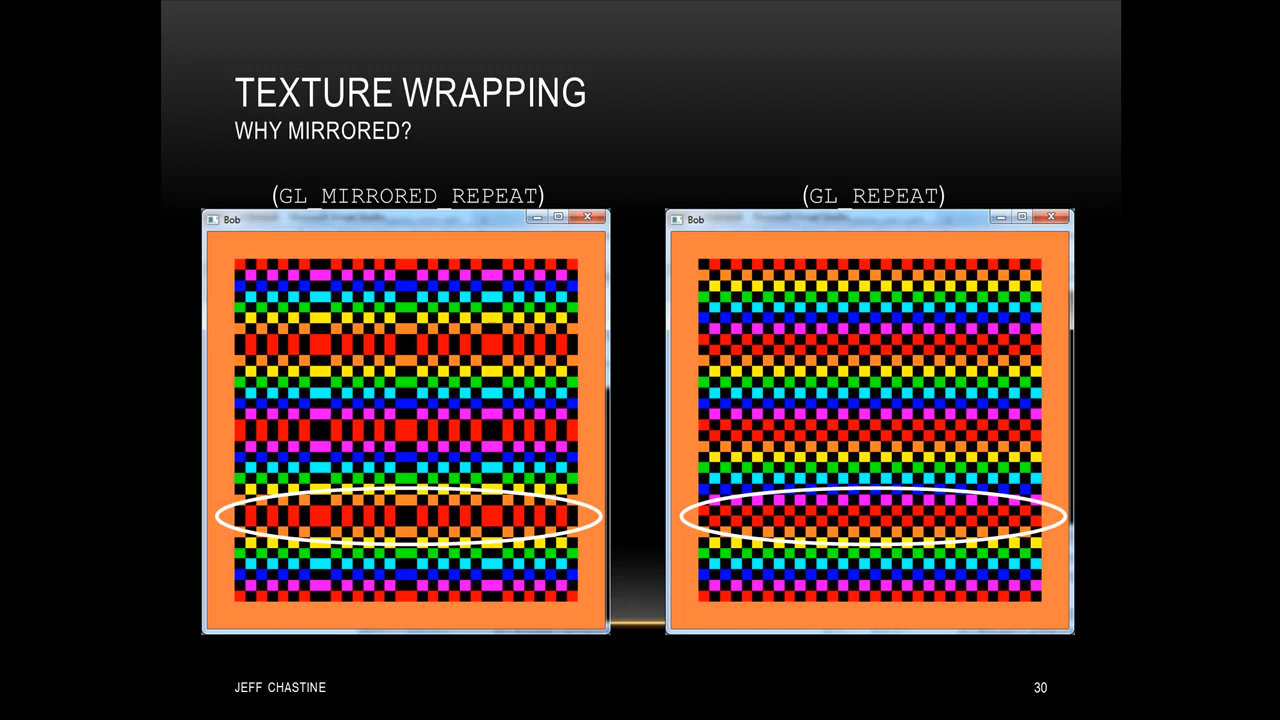 TEXTURE WRAPPING
WHY MIRRORED?
(GL_MIRRORED_REPEAT)
(GL_REPEAT)
Bob
Bob
JEFF CHASTINE
30